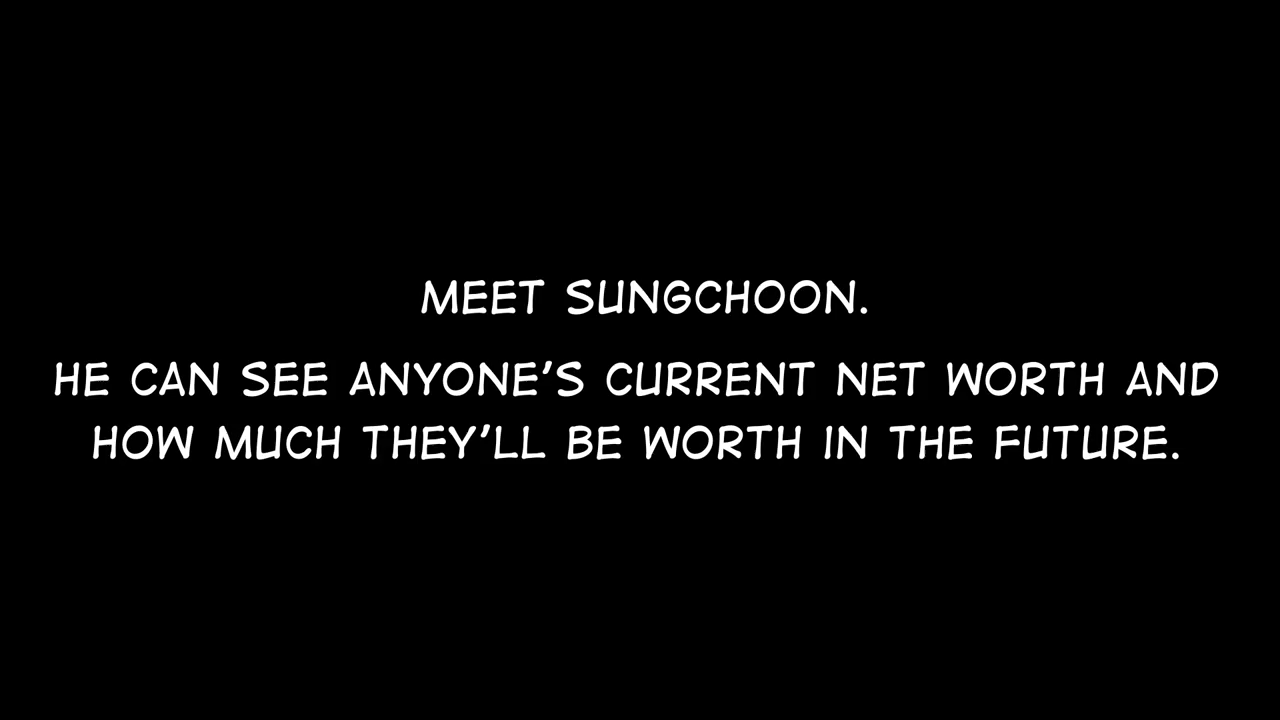 MEET SUNGCHOON.
HE CAN SEE ANYONE'S CURRENT NET WORTH AND
HOW MUCH THEY'LL BE WORTH IN THE FUTURE.